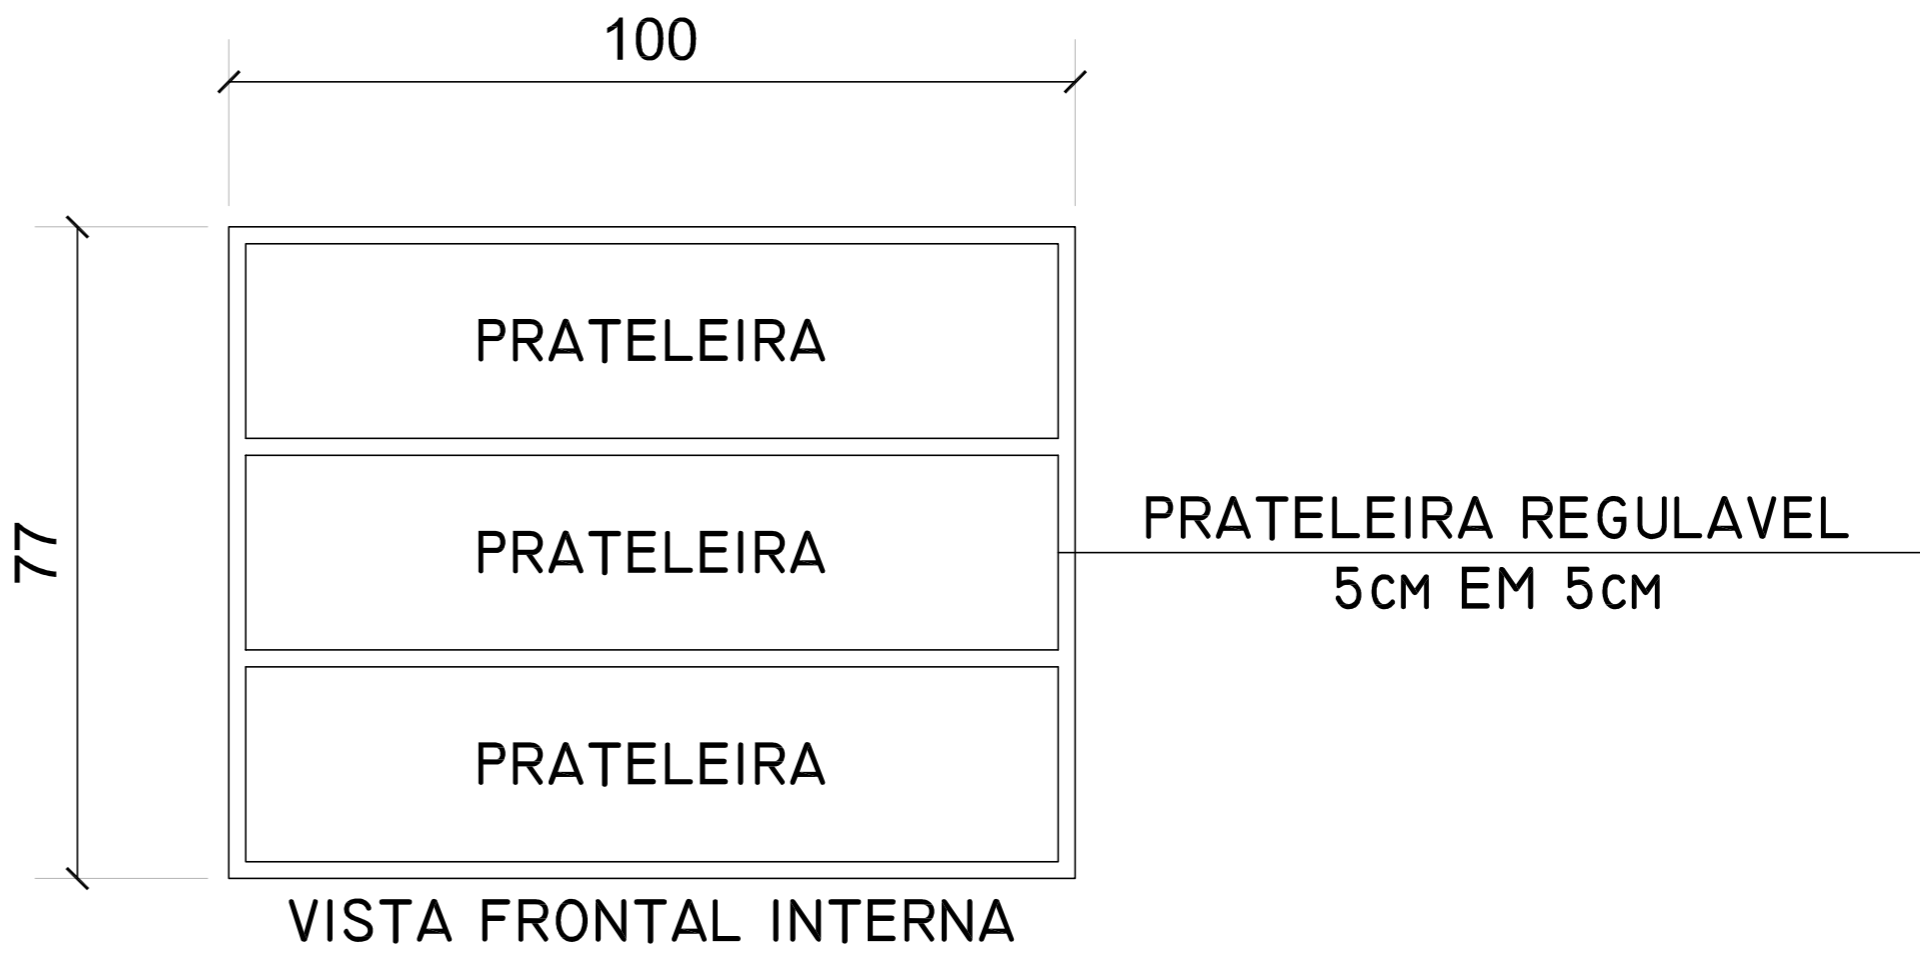 100
PRATELEIRA
77
PRATELEIRA
PRATELEIRA REGULAVEL
5cm EM 5cm
PRATELEIRA
VISTA FRONTAL INTERNA